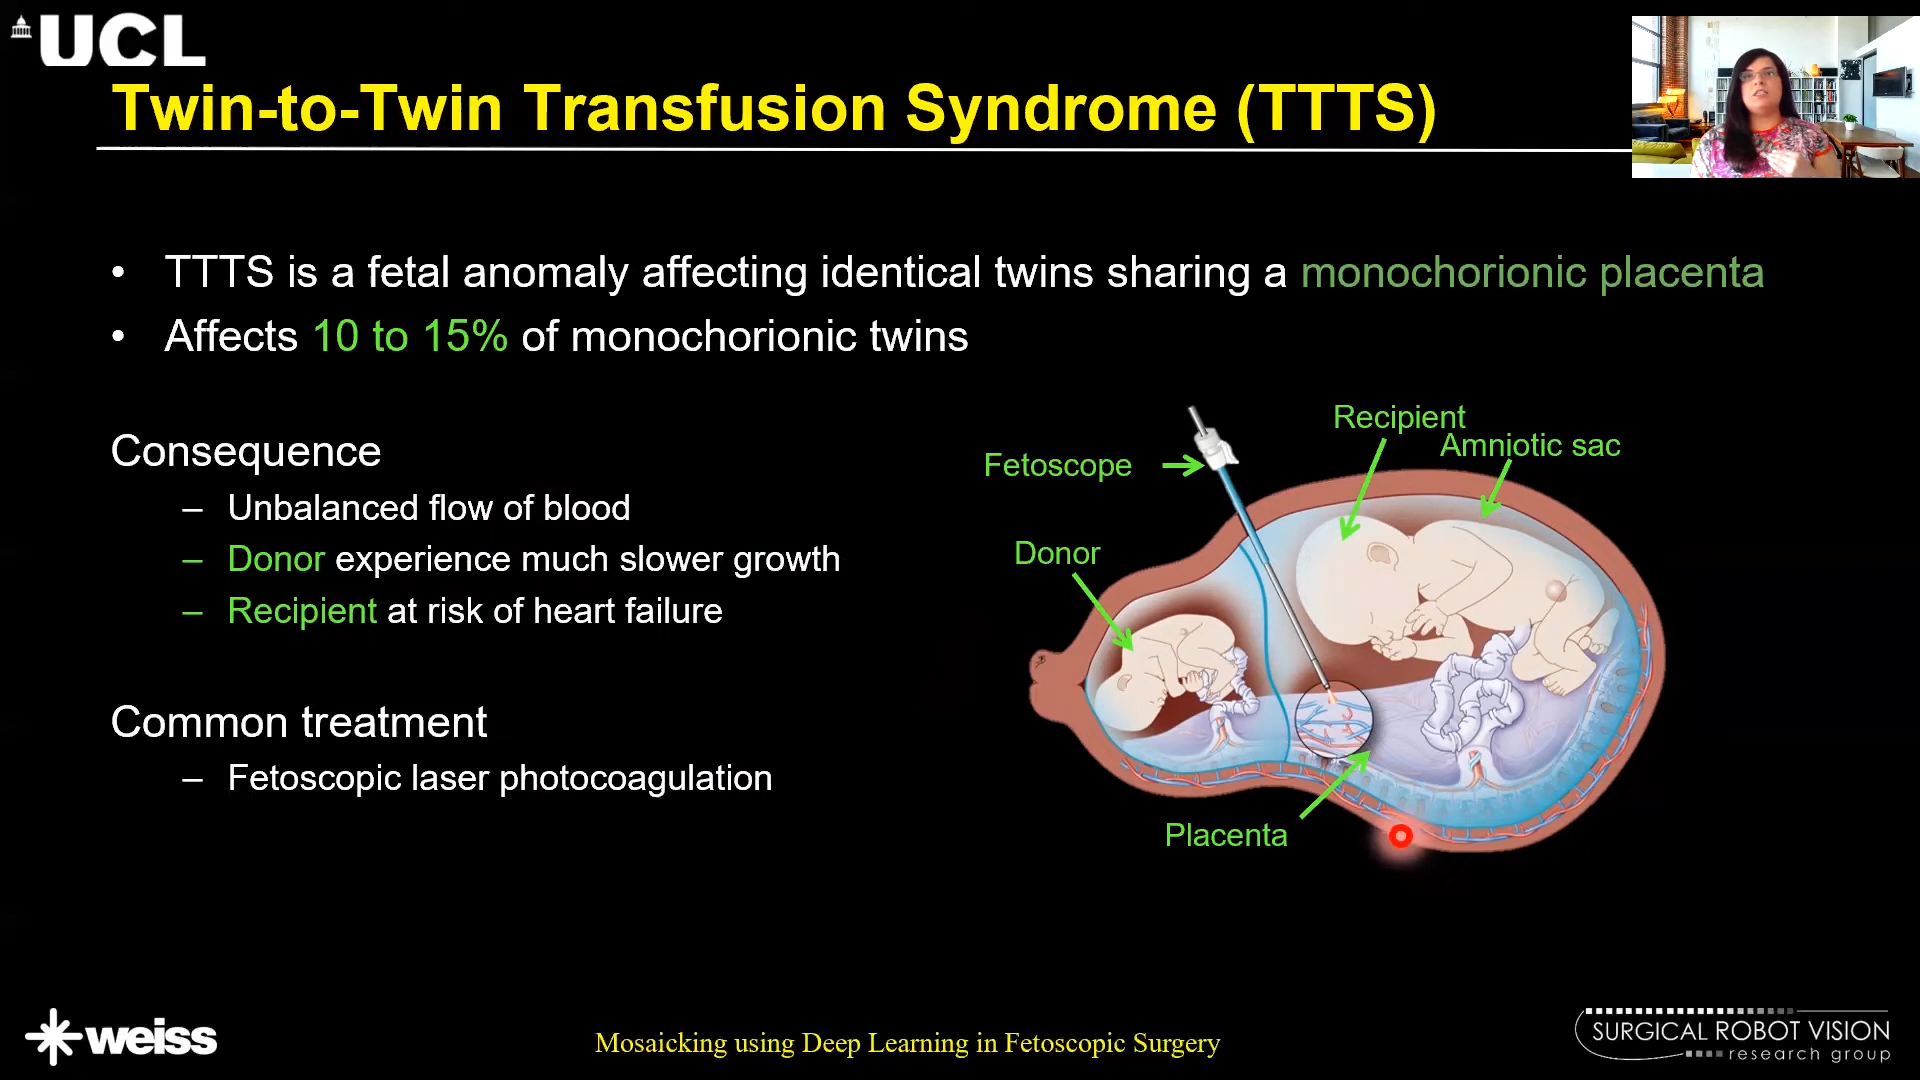 UCL
Twin-to-Twin Transfusion Syndrome (TTTS)
• TTTS is a fetal anomaly affecting identical twins sharing a monochorionic placenta
• Affects 10 to 15% of monochorionic twins
Consequence
– Unbalanced flow of blood
– Donor experience much slower growth
– Recipient at risk of heart failure
Common treatment
– Fetoscopic laser photocoagulation
Recipient
Amniotic sac
Fetoscope
Donor
Placenta
weiss
Mosaicking using Deep Learning in Fetoscopic Surgery
SURGICAL ROBOT VISION
research group